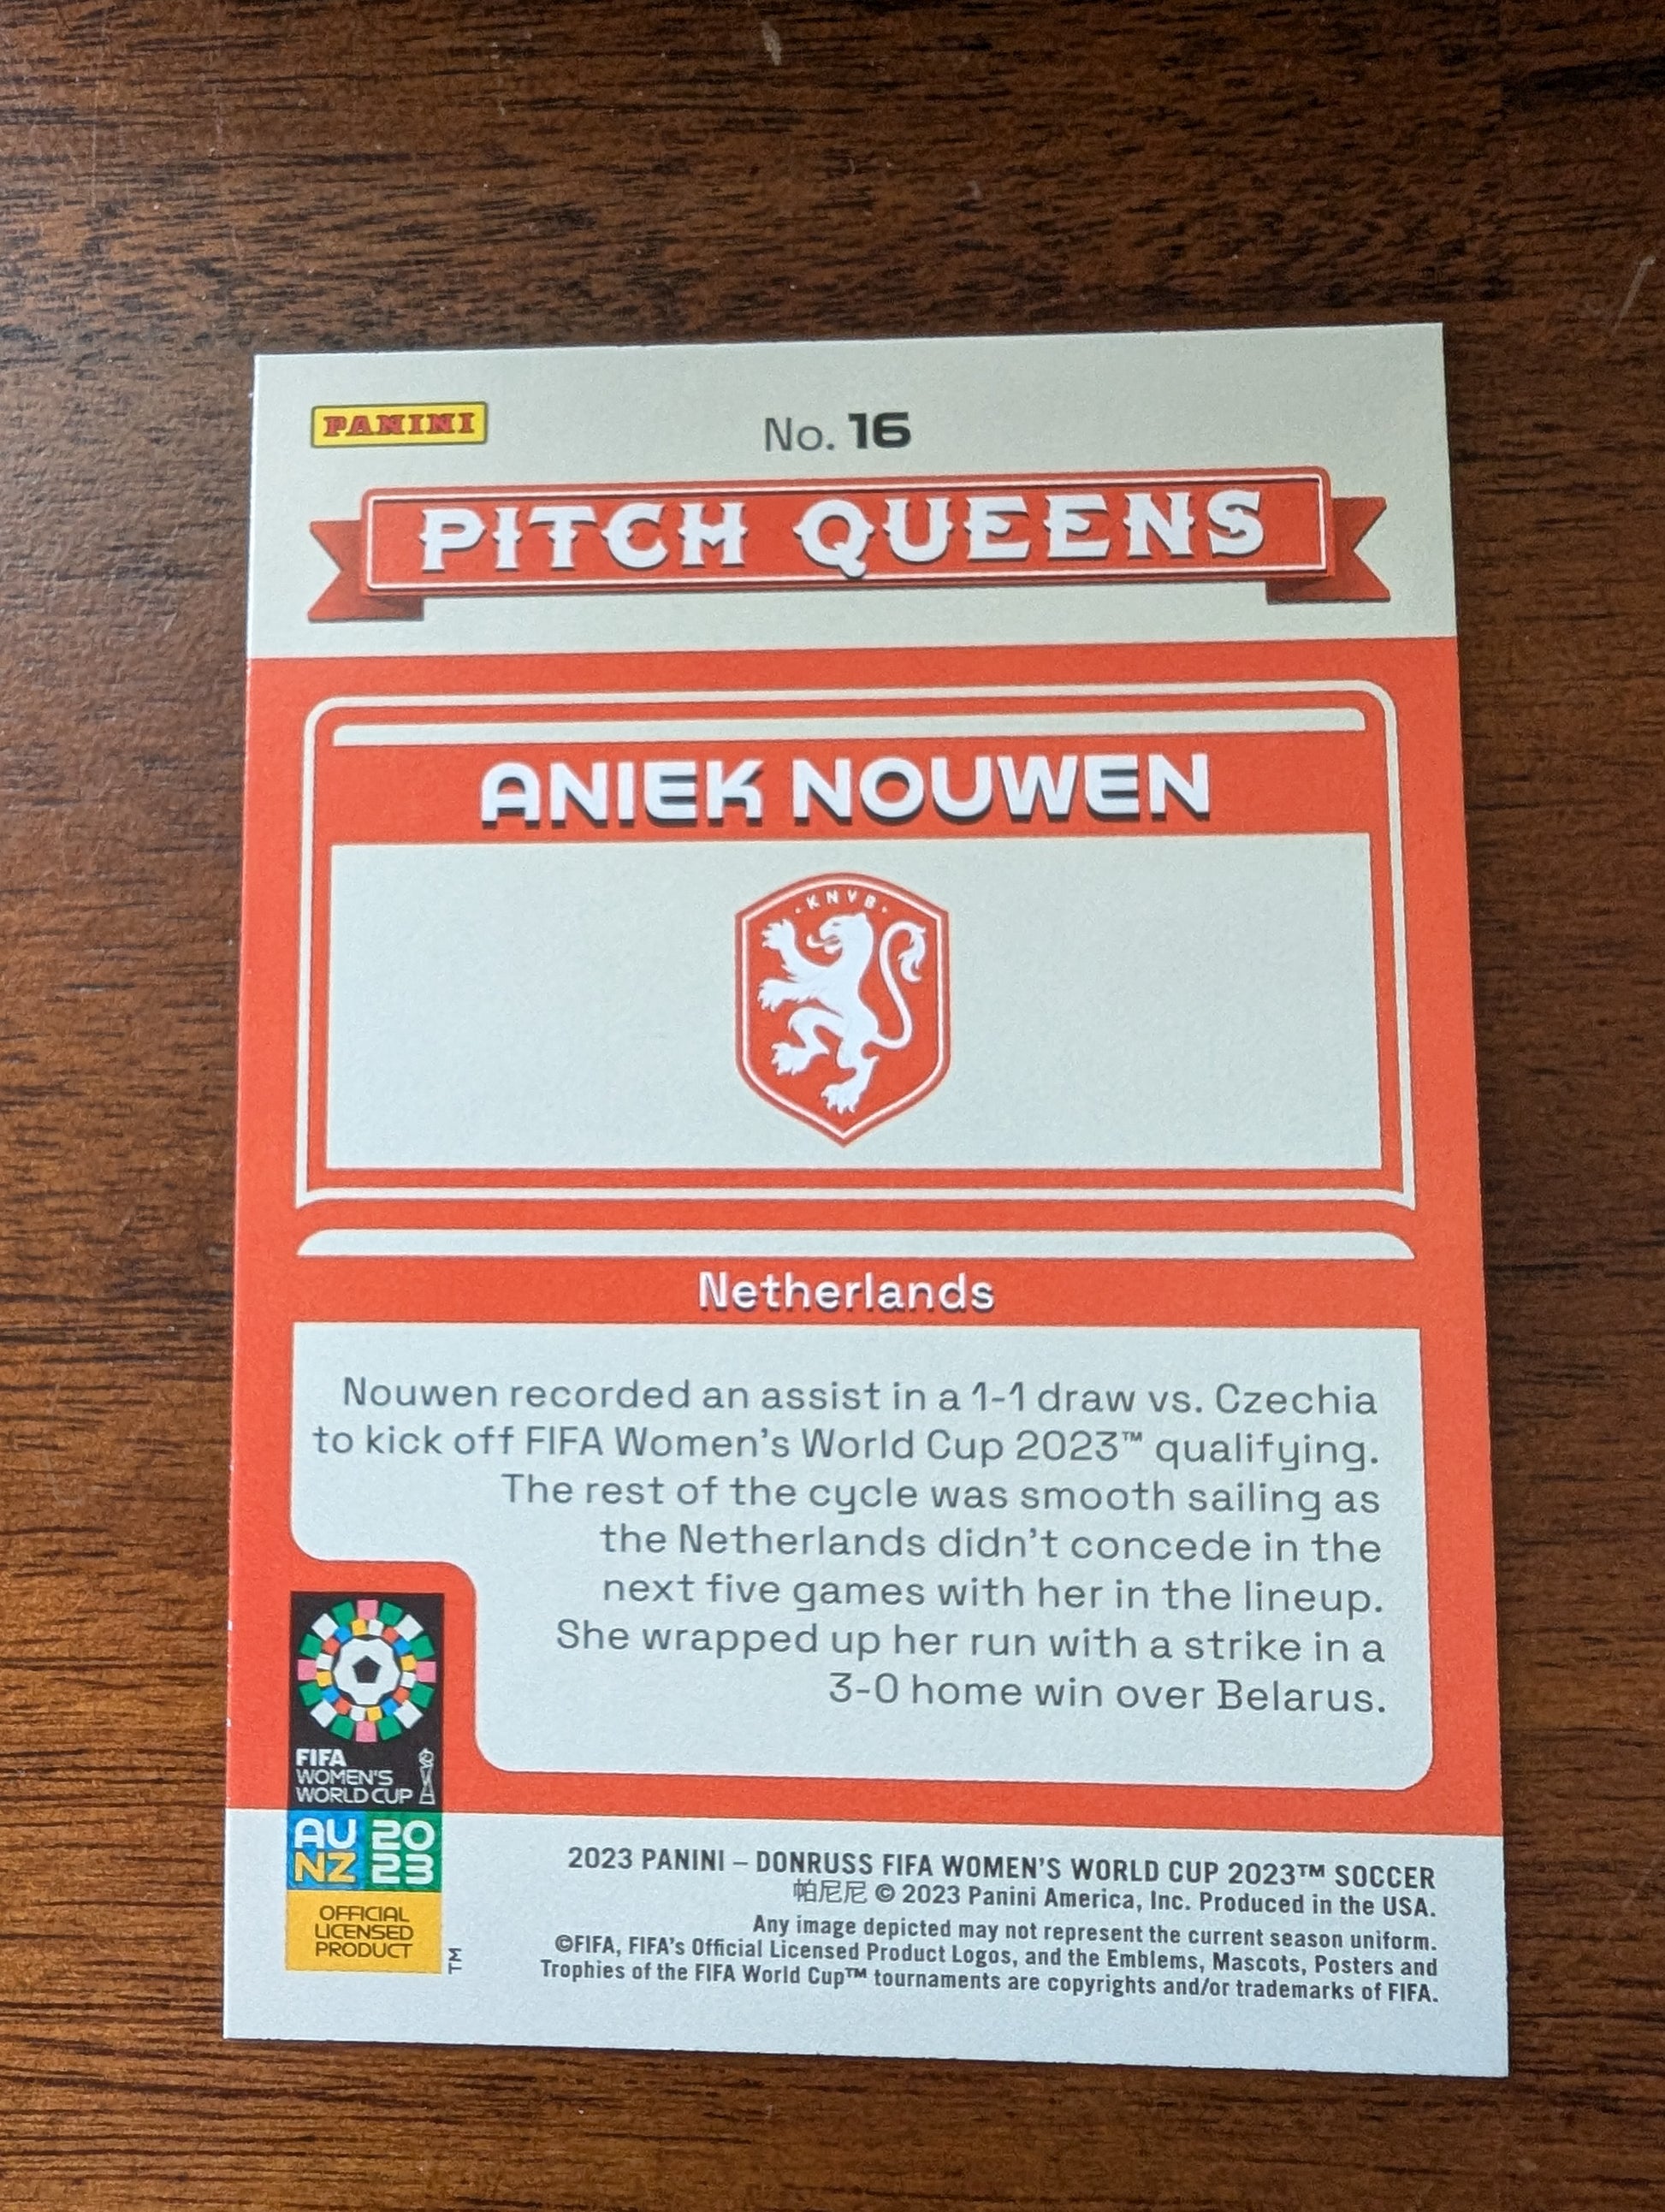 PANINI
No. 16
PITCH QUEENS
ANIEK NOUWEN
KNVB
Netherlands
Nouwen recorded an assist in a 1-1 draw vs. Czechia
to kick off FIFA Women's World Cup 2023™ qualifying.
The rest of the cycle was smooth sailing as
the Netherlands didn't concede in the
next five games with her in the lineup.
She wrapped up her run with a strike in a
3-0 home win over Belarus.
FIFA
WOMEN'S
WORLD CUP
AU 20
NZ 23
OFFICIAL
LICENSED
PRODUCT
TM
2023 PANINI – DONRUSS FIFA WOMEN'S WORLD CUP 2023™ SOCCER
帕尼尼 © 2023 Panini America, Inc. Produced in the USA.
Any image depicted may not represent the current season uniform.
©FIFA, FIFA's Official Licensed Product Logos, and the Emblems, Mascots, Posters and
Trophies of the FIFA World Cup™ tournaments are copyrights and/or trademarks of FIFA.